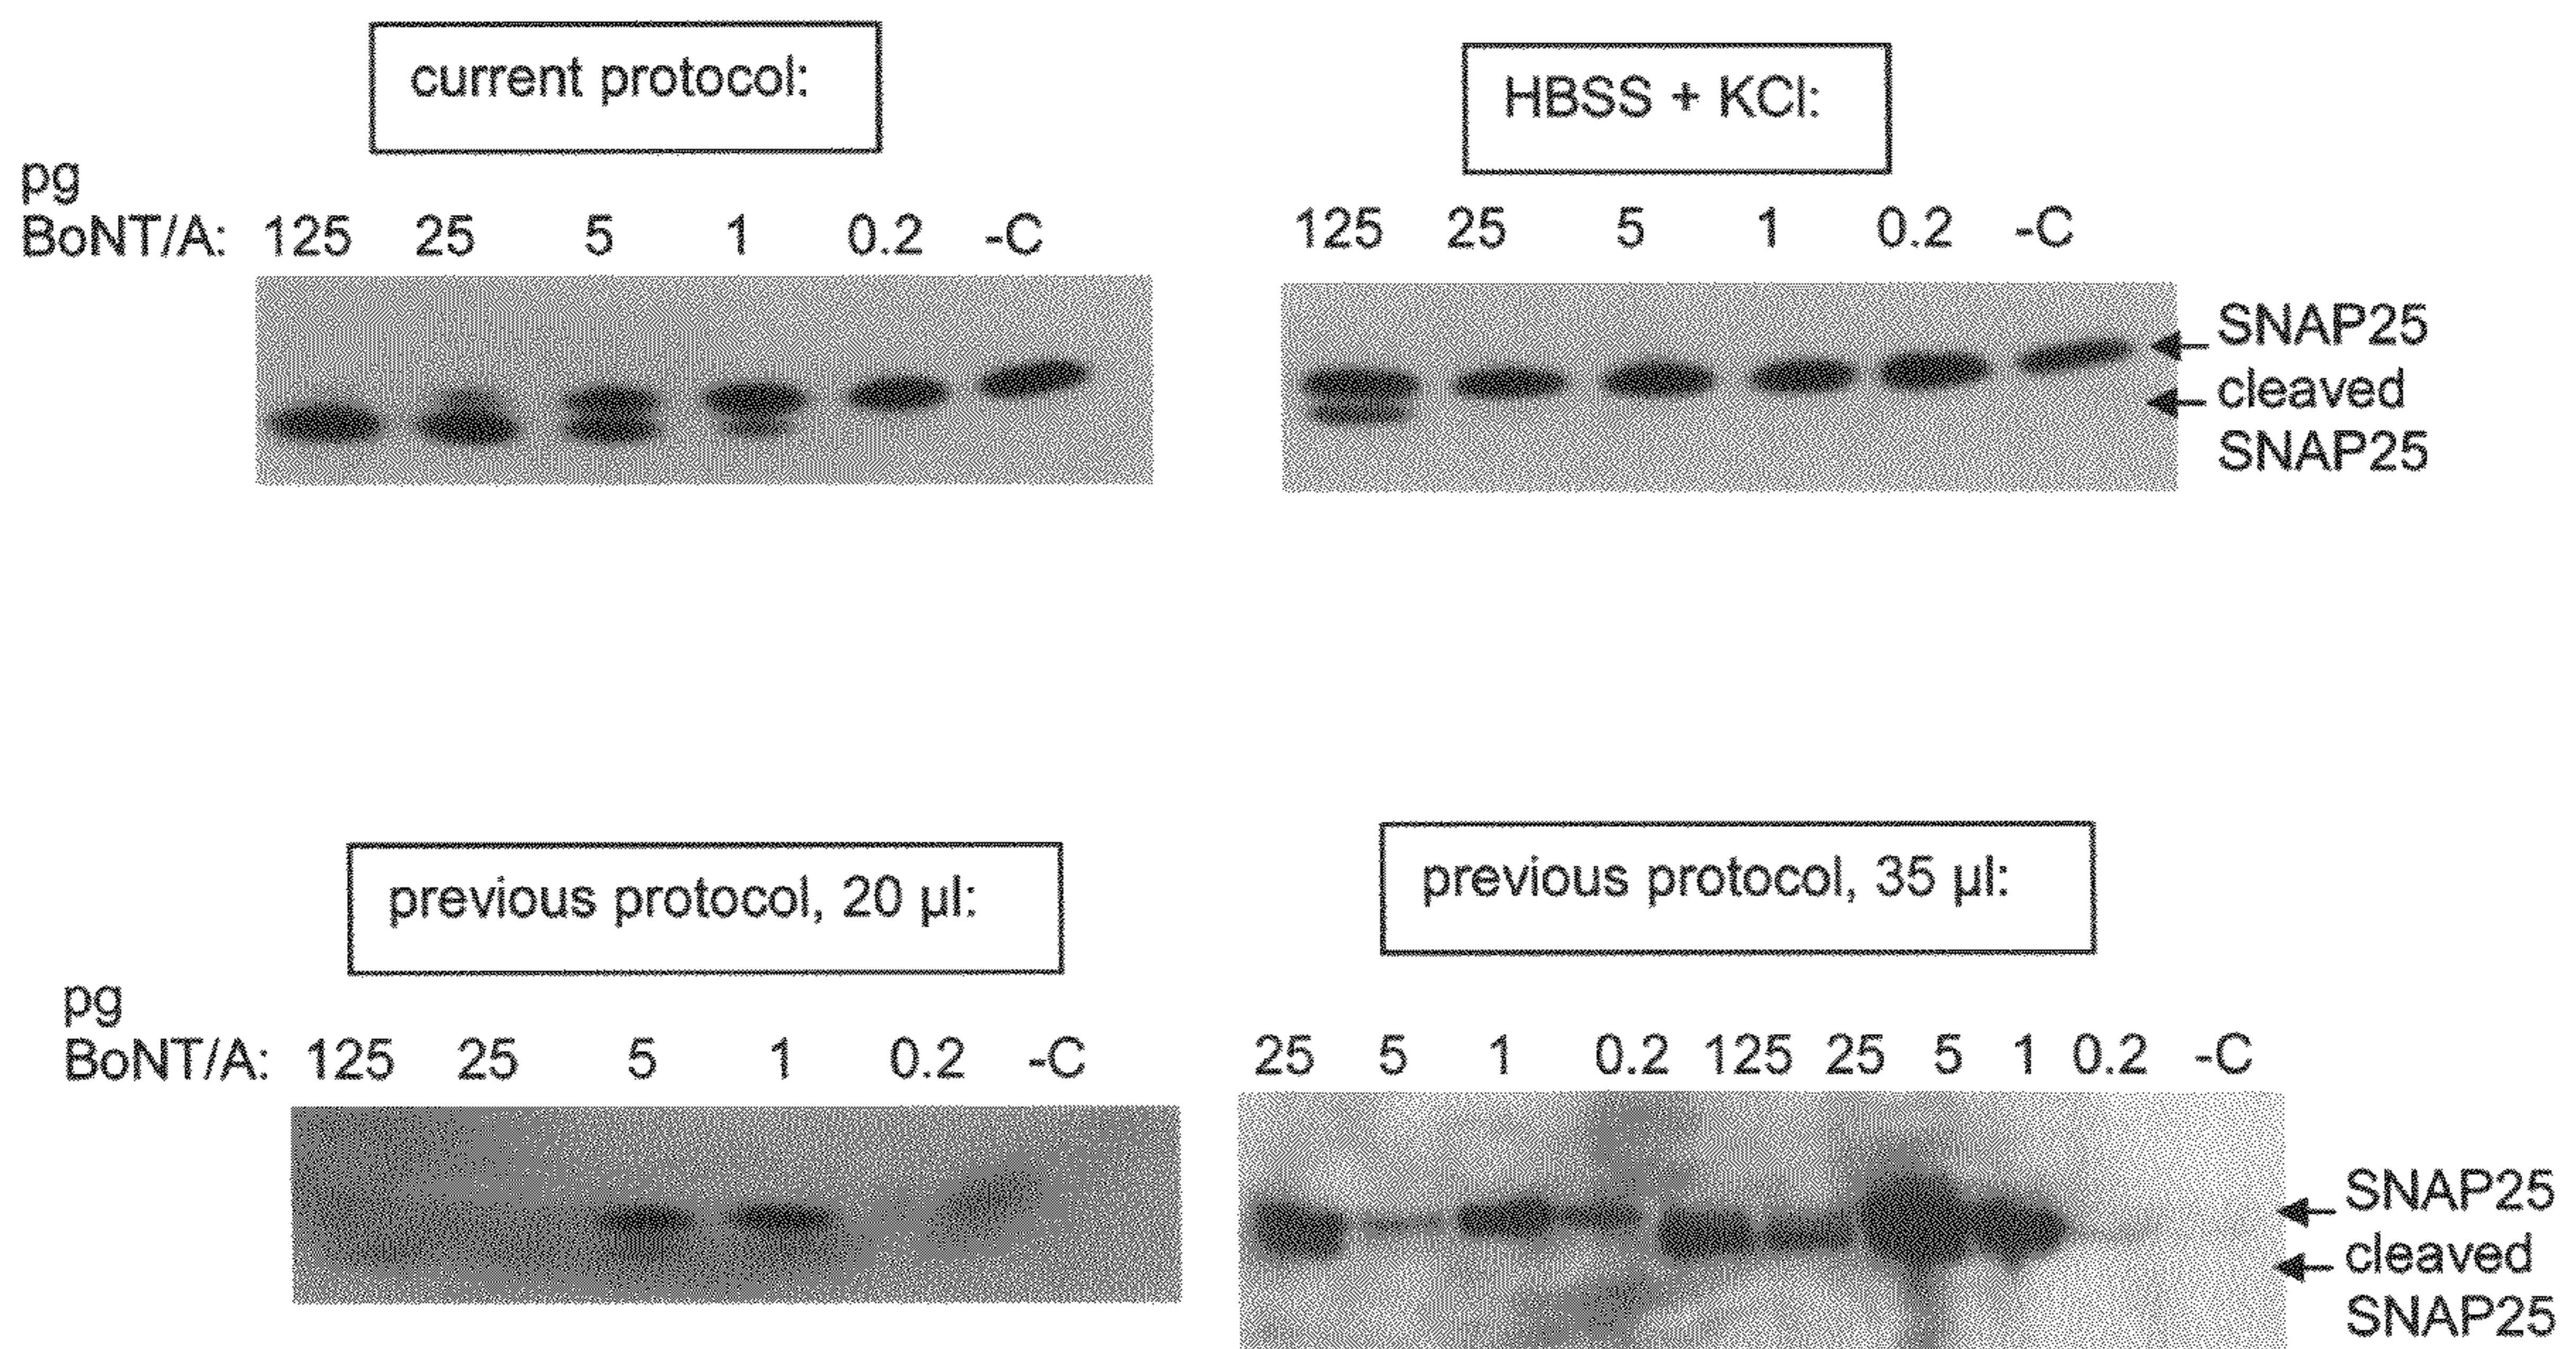 current protocol:
HBSS + KCl:
pg
BoNT/A: 125 25 5 1 0.2 -C
125 25 5 1 0.2 -C
SNAP25
cleaved
SNAP25
previous protocol, 20 µl:
previous protocol, 35 µl:
pg
BoNT/A: 125 25 5 1 0.2 -C
25 5 1 0.2 125 25 5 1 0.2 -C
SNAP25
cleaved
SNAP25